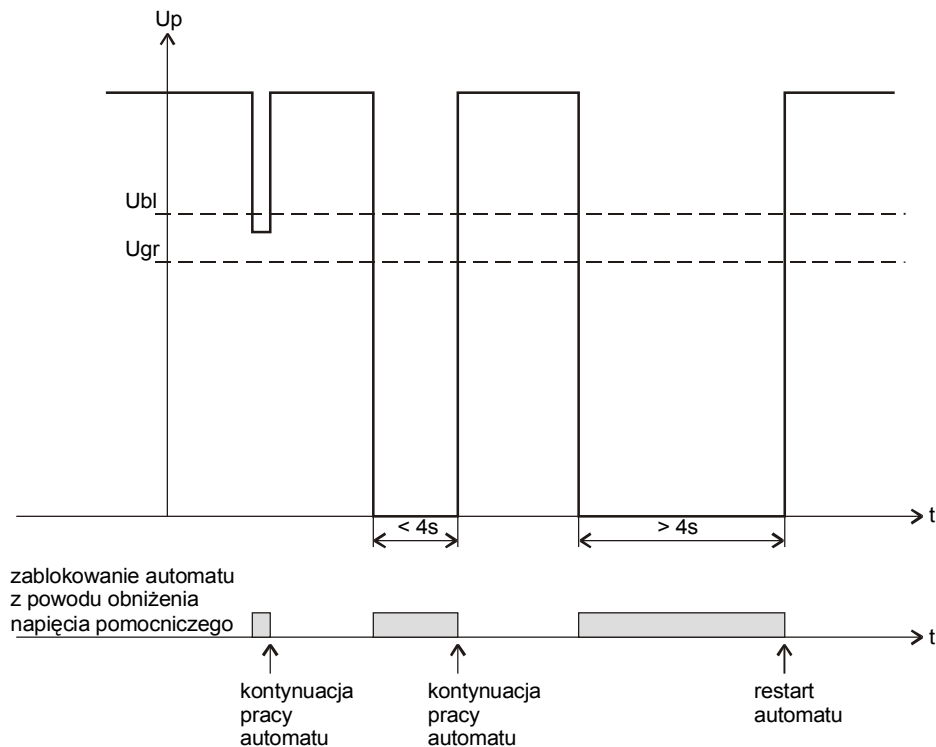 Up
Ubl
Ugr
t
< 4s
> 4s
zablokowanie automatu
z powodu obniżenia
napięcia pomocniczego
t
kontynuacja
pracy
automatu
kontynuacja
pracy
automatu
restart
automatu